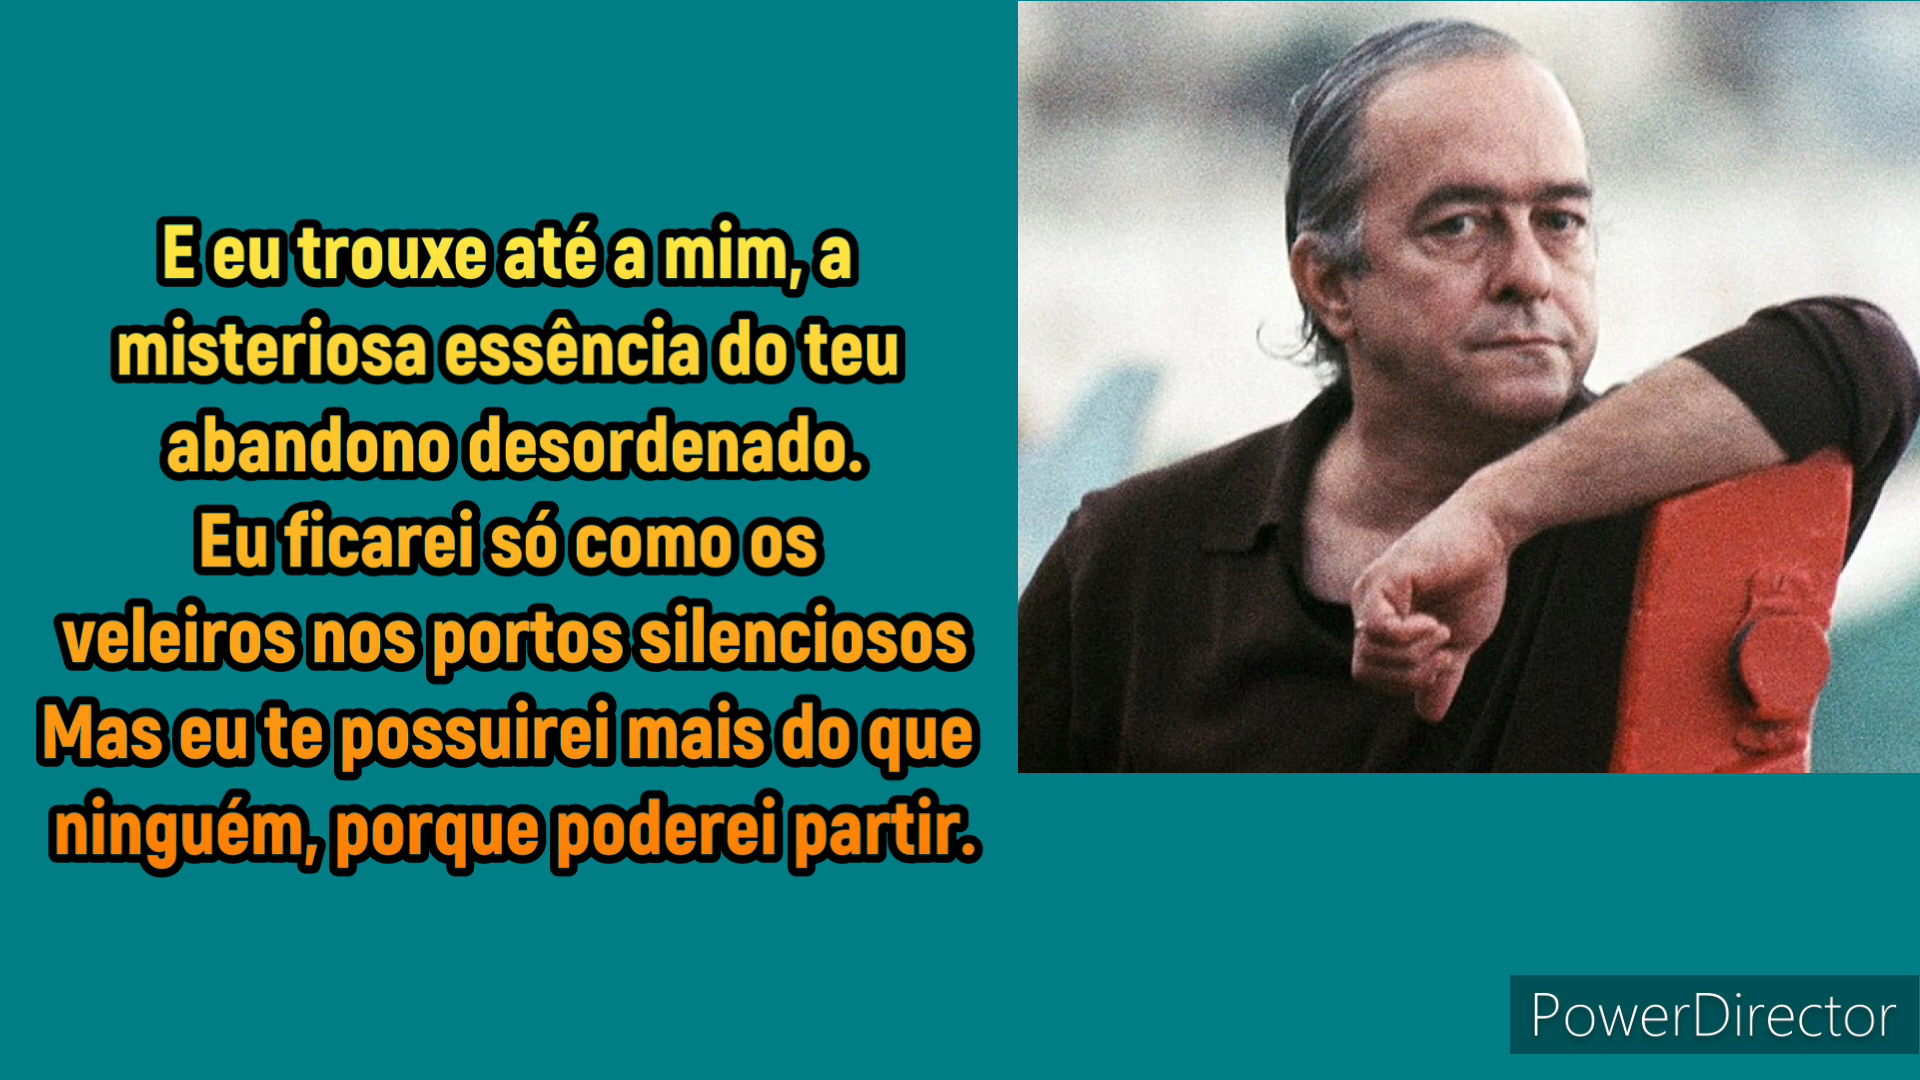 E eu trouxe até a mim, a
misteriosa essência do teu
abandono desordenado.
Eu ficarei só como os
veleiros nos portos silenciosos
Mas eu te possuirei mais do que
ninguém, porque poderei partir.
PowerDirector